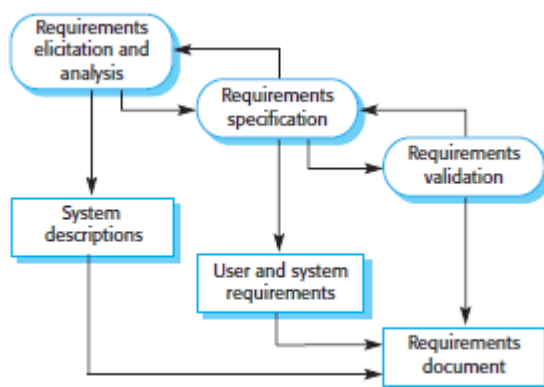 Requirements
elicitation and
analysis
Requirements
specification
Requirements
validation
System
descriptions
User and system
requirements
Requirements
document